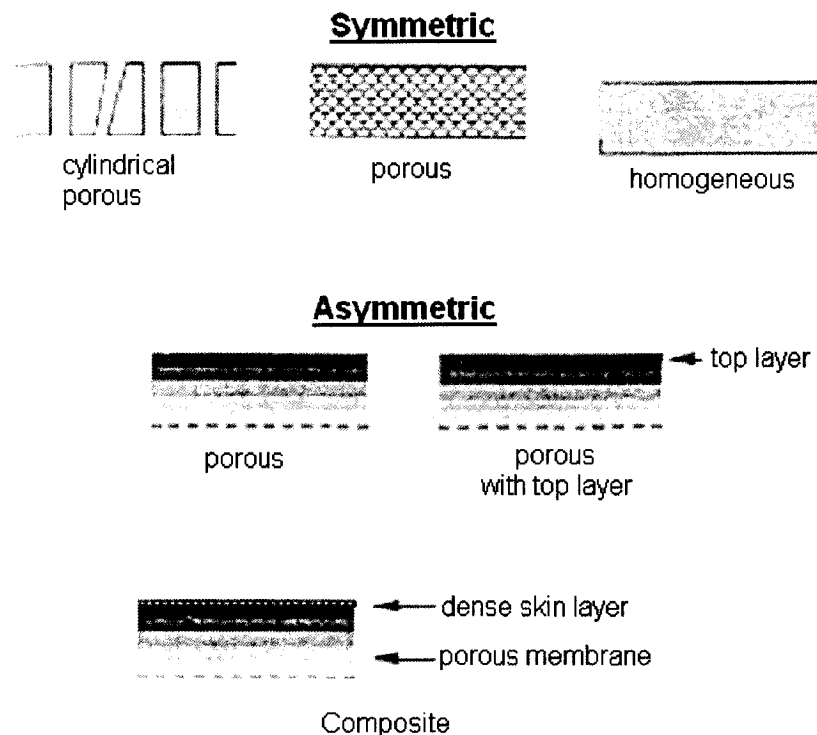 Symmetric
cylindrical
porous
porous
homogeneous
Asymmetric
top layer
porous
porous
with top layer
dense skin layer
porous membrane
Composite